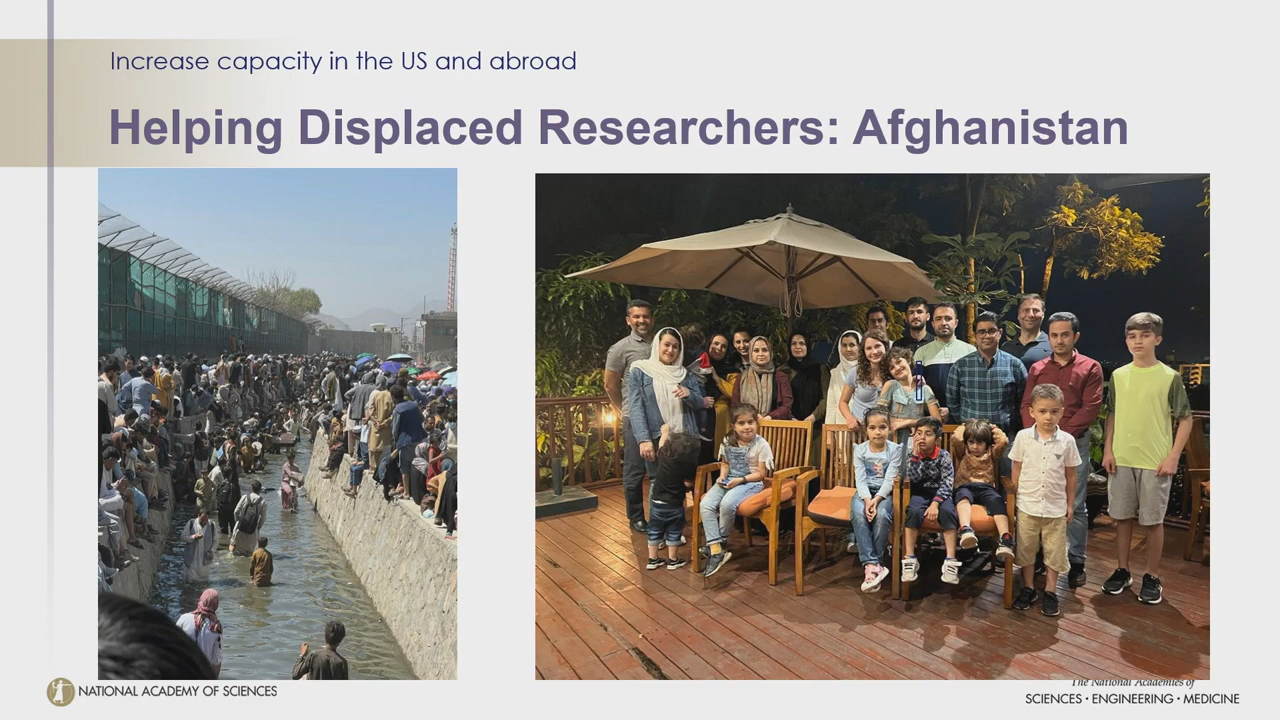 Increase capacity in the US and abroad
Helping Displaced Researchers: Afghanistan
NATIONAL ACADEMY OF SCIENCES
The National Academies of
SCIENCES · ENGINEERING · MEDICINE